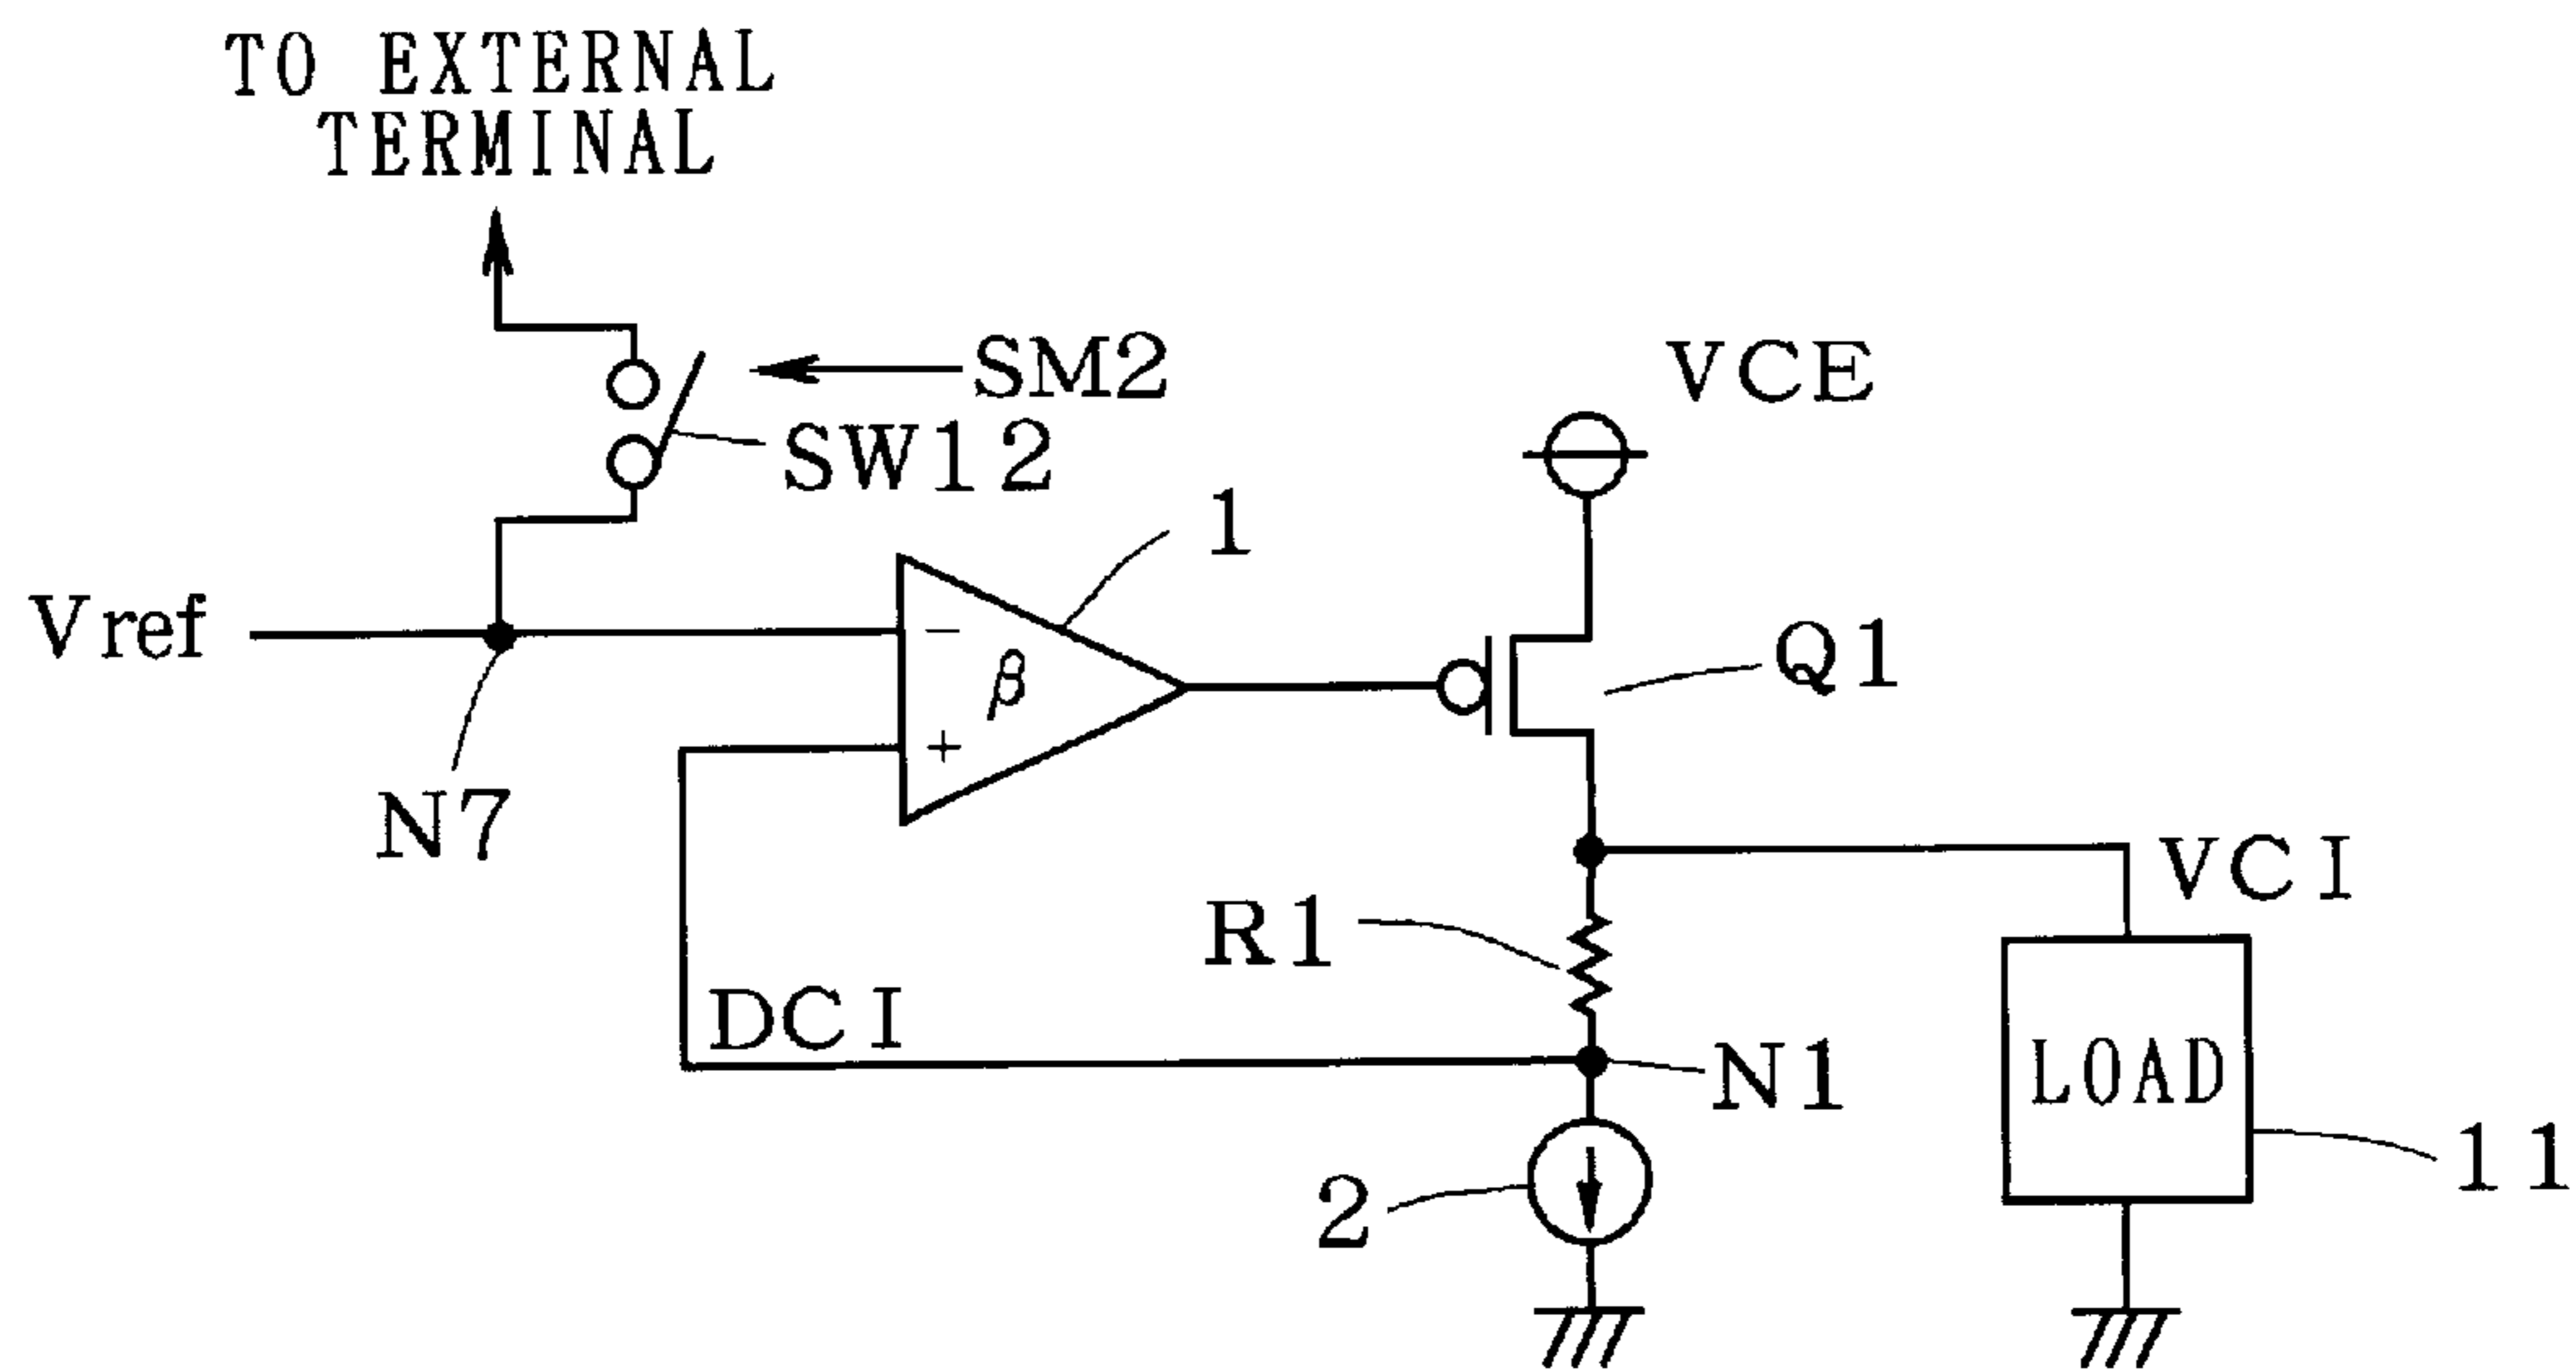 TO EXTERNAL
TERMINAL
SM2
SW12
VCE
1
Vref
−
β
+
Q1
N7
VCI
R1
DCI
N1
LOAD
2
11